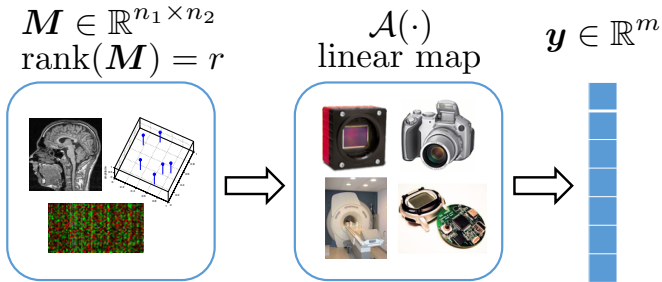 M ∈ ℝ^{n₁×n₂}
rank(M) = r
𝒜(·)
linear map
y ∈ ℝ^m